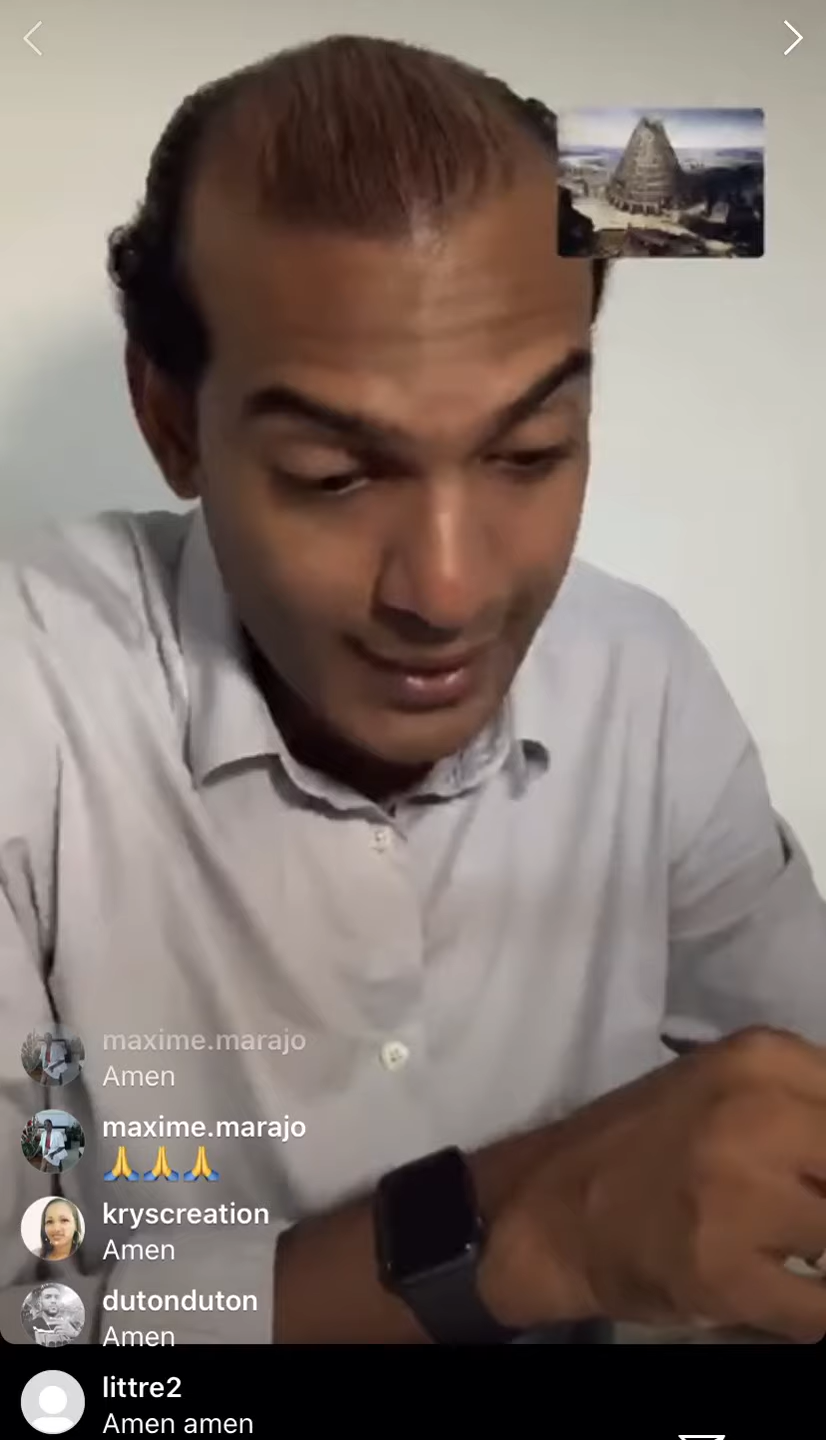 maxime.marajo
Amen
maxime.marajo
🙏🙏🙏
kryscreation
Amen
dutonduton
Amen
littre2
Amen amen